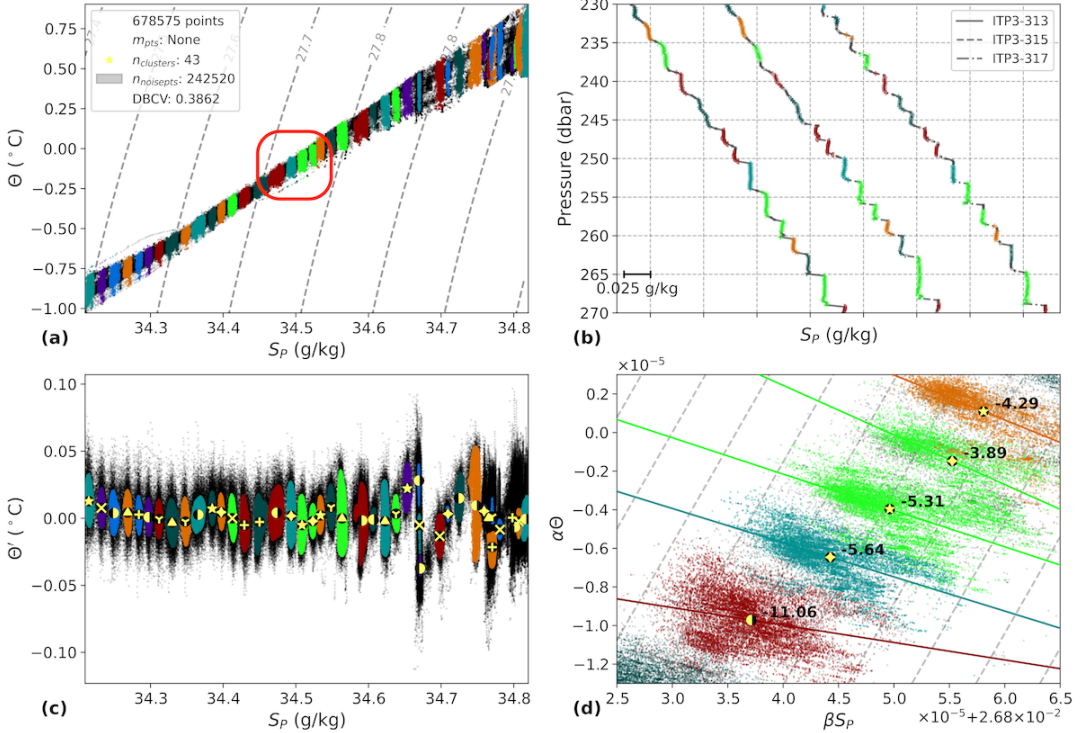 678575 points
m_pts: None
n_clusters: 43
n_noisepts: 242520
DBCV: 0.3862
27.6
27.7
27.8
0.75
0.50
0.25
0.00
−0.25
−0.50
−0.75
−1.00
Θ (°C)
34.3
34.4
34.5
34.6
34.7
34.8
(a)
S_P (g/kg)
230
235
240
245
250
255
260
265
270
Pressure (dbar)
ITP3-313
ITP3-315
ITP3-317
0.025 g/kg
(b)
S_P (g/kg)
0.10
0.05
0.00
−0.05
−0.10
Θ′ (°C)
34.3
34.4
34.5
34.6
34.7
34.8
(c)
S_P (g/kg)
×10⁻⁵
0.2
0.0
−0.2
−0.4
−0.6
−0.8
−1.0
−1.2
αΘ
-4.29
-3.89
-5.31
-5.64
-11.06
2.5
3.0
3.5
4.0
4.5
5.0
5.5
6.0
6.5
(d)
βS_P
×10⁻⁵+2.68×10⁻²